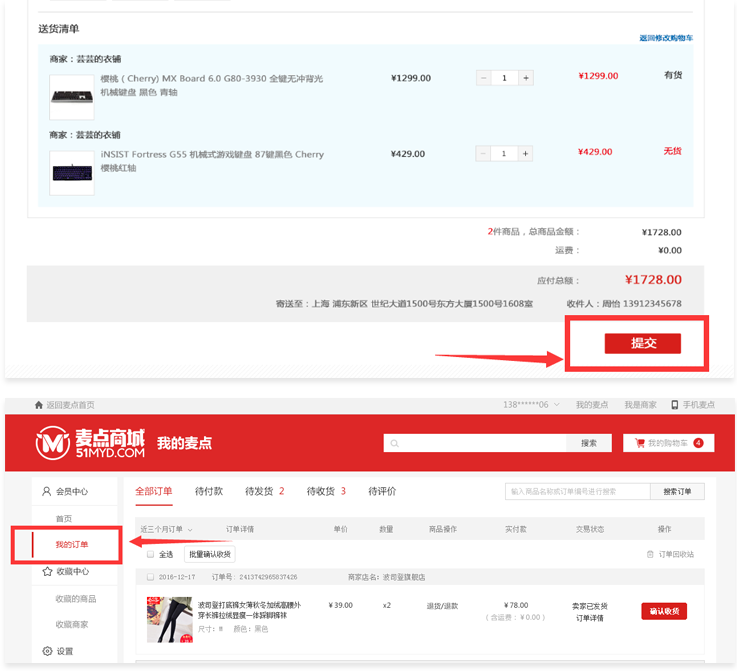 送货清单
返回修改购物车
商家：芸芸的衣铺
樱桃 ( Cherry) MX Board 6.0 G80-3930 全键无冲背光
机械键盘 黑色 青轴
¥1299.00
− 1 +
¥1299.00
有货
商家：芸芸的衣铺
iNSIST Fortress G55 机械式游戏键盘 87键黑色 Cherry
樱桃红轴
¥429.00
− 1 +
¥429.00
无货
2件商品，总商品金额：
¥1728.00
运费：
¥0.00
应付总额：
¥1728.00
寄送至：上海 浦东新区 世纪大道1500号东方大厦1500号1608室
收件人：周怡 13912345678
提交
返回麦点首页
138******06
我的麦点
我是商家
手机麦点
麦点商城
51MYD.COM
我的麦点
搜索
我的购物车 4
会员中心
全部订单
待付款
待发货 2
待收货 3
待评价
输入商品名称或订单编号进行搜索
搜索订单
首页
我的订单
收藏中心
收藏的商品
收藏商家
设置
近三个月订单
订单详情
单价
数量
商品操作
实付款
交易状态
操作
全选
批量确认收货
订单回收站
2016-12-17
订单号：2413742965837426
商家店名：波司登旗舰店
波司登打底裤女薄秋冬加绒高腰外
穿长裤拉绒显瘦一体踩脚裤袜
尺寸：M 颜色：黑色
¥39.00
x2
退货/退款
¥78.00
( 含运费：¥0.00 )
卖家已发货
订单详情
确认收货